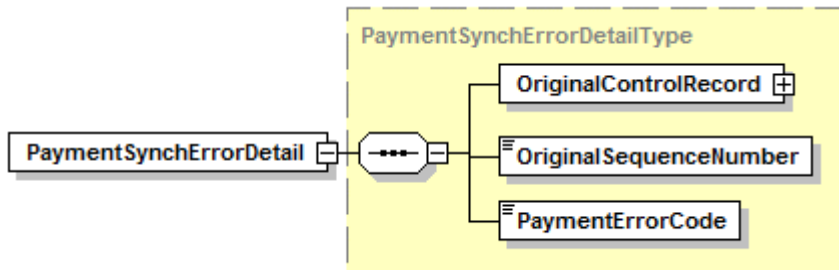 PaymentSynchErrorDetailType
OriginalControlRecord
PaymentSynchErrorDetail
OriginalSequenceNumber
PaymentErrorCode